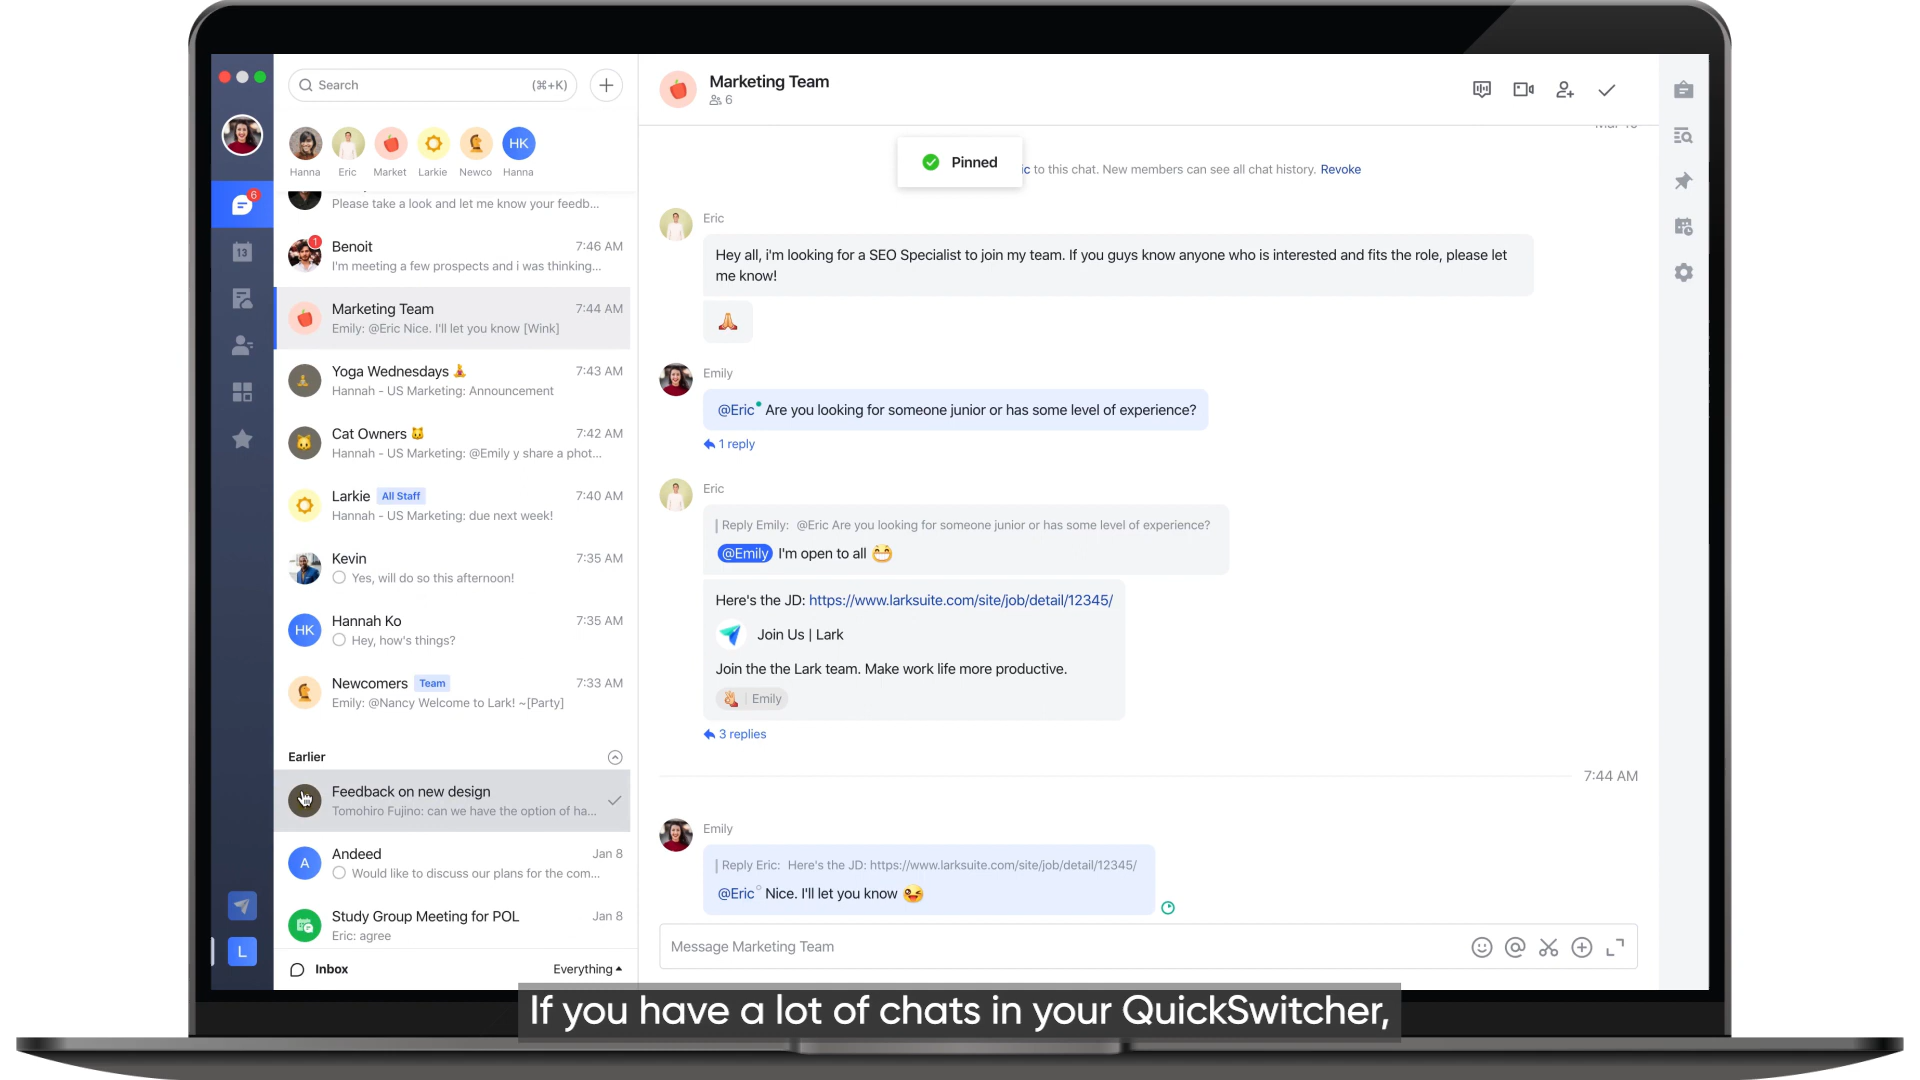 Search (⌘+K)
Marketing Team
6
Hanna Eric Market Larkie Newco Hanna
Pinned
ic to this chat. New members can see all chat history. Revoke
6
13
Please take a look and let me know your feedb...
Benoit 7:46 AM
1
I'm meeting a few prospects and i was thinking...
Marketing Team 7:44 AM
Emily: @Eric Nice. I'll let you know [Wink]
Yoga Wednesdays 7:43 AM
Hannah - US Marketing: Announcement
Cat Owners 7:42 AM
Hannah - US Marketing: @Emily y share a phot...
Larkie All Staff 7:40 AM
Hannah - US Marketing: due next week!
Kevin 7:35 AM
Yes, will do so this afternoon!
HK
Hannah Ko 7:35 AM
Hey, how's things?
Newcomers Team 7:33 AM
Emily: @Nancy Welcome to Lark! ~[Party]
Earlier
Feedback on new design
Tomohiro Fujino: can we have the option of ha...
A
Andeed Jan 8
Would like to discuss our plans for the com...
Study Group Meeting for POL Jan 8
Eric: agree
L
Inbox Everything
HK
Eric
Hey all, i'm looking for a SEO Specialist to join my team. If you guys know anyone who is interested and fits the role, please let
me know!
Emily
@Eric Are you looking for someone junior or has some level of experience?
1 reply
Eric
Reply Emily: @Eric Are you looking for someone junior or has some level of experience?
@Emily I'm open to all
Here's the JD: https://www.larksuite.com/site/job/detail/12345/
Join Us | Lark
Join the the Lark team. Make work life more productive.
Emily
3 replies
7:44 AM
Emily
Reply Eric: Here's the JD: https://www.larksuite.com/site/job/detail/12345/
@Eric Nice. I'll let you know
Message Marketing Team
If you have a lot of chats in your QuickSwitcher,